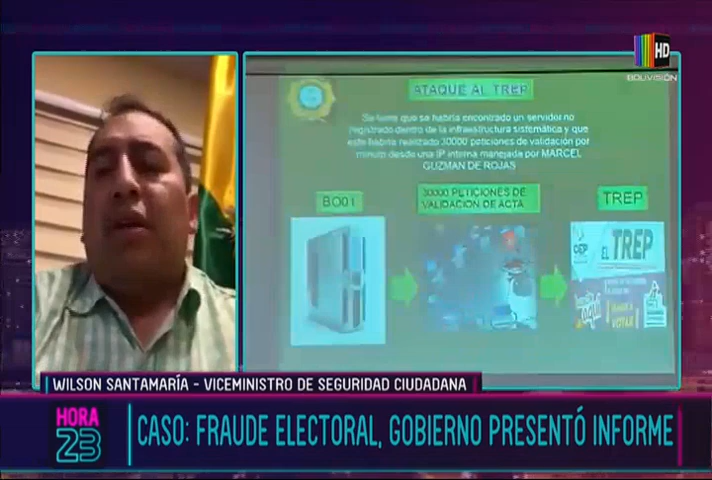 HD
BOLIVISIÓN
ATAQUE AL TREP
Se tiene que se habría encontrado un servidor no
registrado dentro de la infraestructura sistemática y que
este habría realizado 30000 peticiones de validación por
minuto desde una IP interna manejada por MARCEL
GUZMAN DE ROJAS
BO01
30000 PETICIONES DE
VALIDACION DE ACTA
TREP
EL TREP
VOTAR
WILSON SANTAMARÍA - VICEMINISTRO DE SEGURIDAD CIUDADANA
HORA
23
CASO: FRAUDE ELECTORAL, GOBIERNO PRESENTÓ INFORME